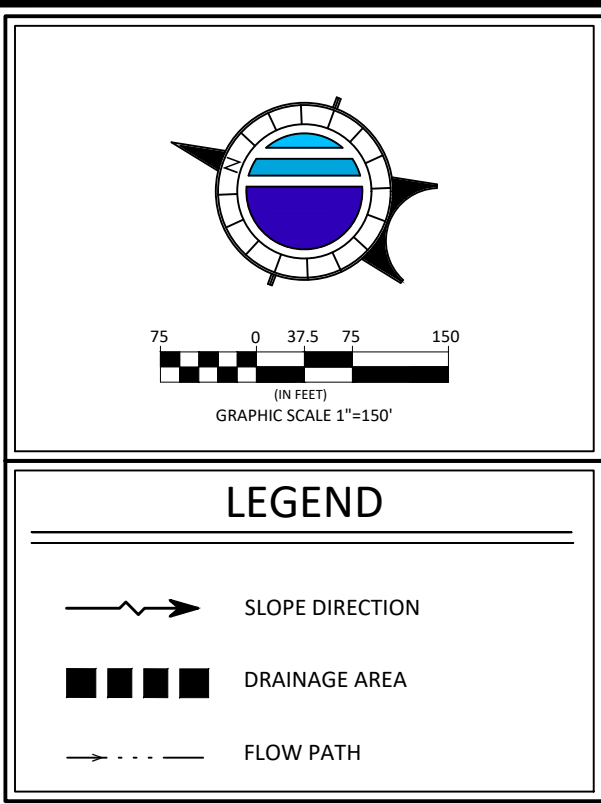 N
75 0 37.5 75 150
(IN FEET)
GRAPHIC SCALE 1"=150'
LEGEND
SLOPE DIRECTION
DRAINAGE AREA
FLOW PATH